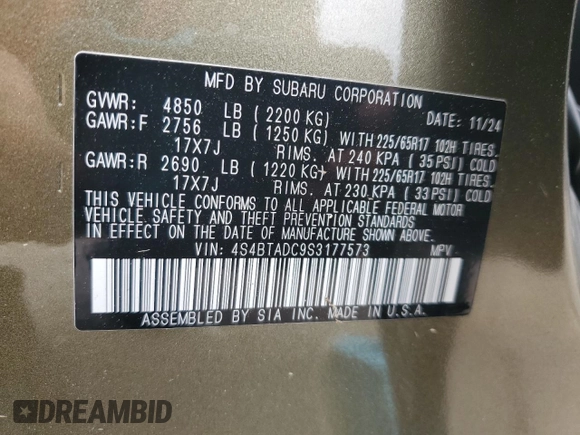 MFD BY SUBARU CORPORATION
GVWR: 4850 LB (2200 KG) DATE: 11/24
GAWR:F 2756 LB (1250 KG) WITH 225/65R17 102H TIRES.
17X7J RIMS. AT 240 KPA (35 PSI) COLD
GAWR:R 2690 LB (1220 KG) WITH 225/65R17 102H TIRES.
17X7J RIMS. AT 230 KPA (33 PSI) COLD
THIS VEHICLE CONFORMS TO ALL APPLICABLE FEDERAL MOTOR
VEHICLE SAFETY AND THEFT PREVENTION STANDARDS
IN EFFECT ON THE DATE OF MANUFACTURE SHOWN ABOVE.
VIN: 4S4BTADC9S3177573 MPV
ASSEMBLED BY SIA INC. MADE IN U.S.A.
DREAMBID